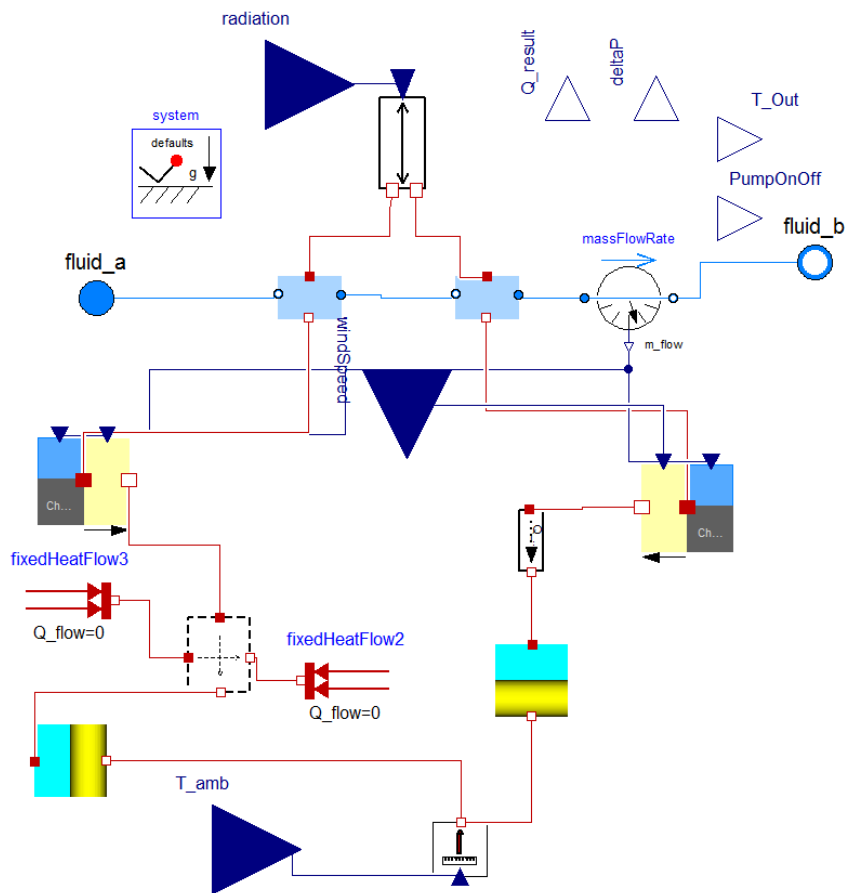 radiation
Q_result
deltaP
system
defaults
g
T_Out
PumpOnOff
fluid_b
massFlowRate
fluid_a
m_flow
windSpeed
Ch...
Ch...
Q
fixedHeatFlow3
Q_flow=0
fixedHeatFlow2
Q_flow=0
T_amb